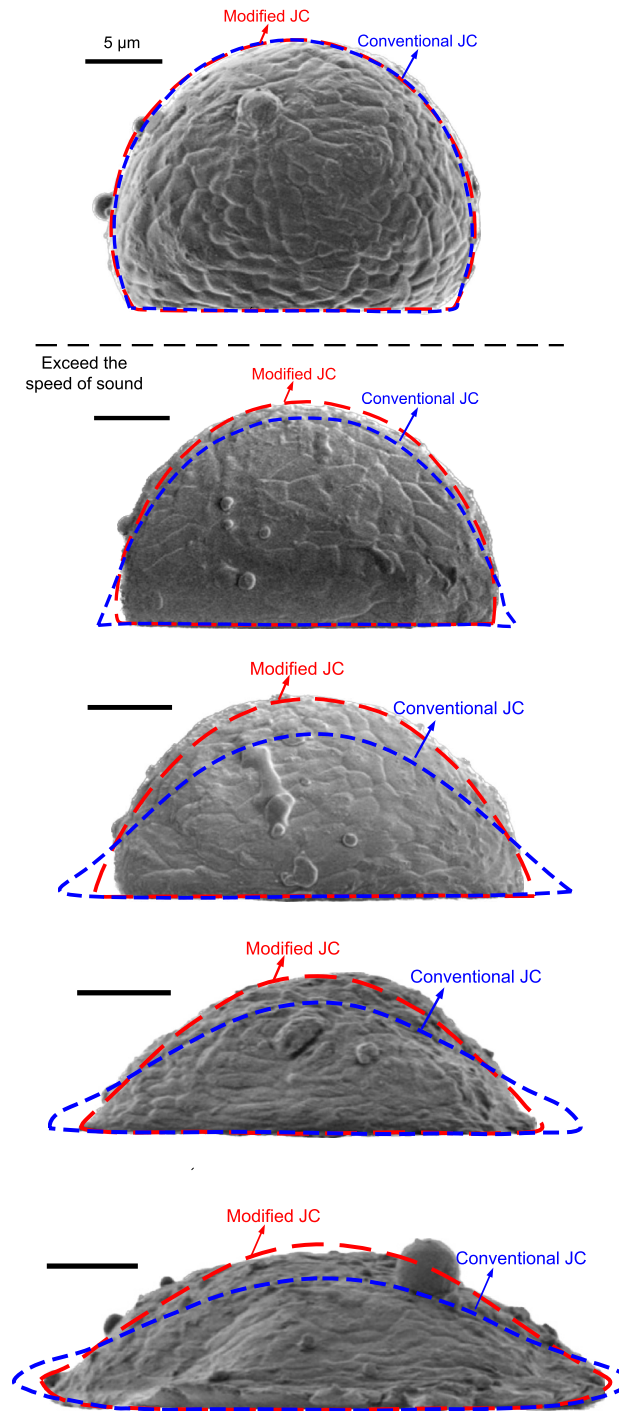 Modified JC
5 µm
Conventional JC
Exceed the
speed of sound
Modified JC
Conventional JC
Modified JC
Conventional JC
Modified JC
Conventional JC
Modified JC
Conventional JC